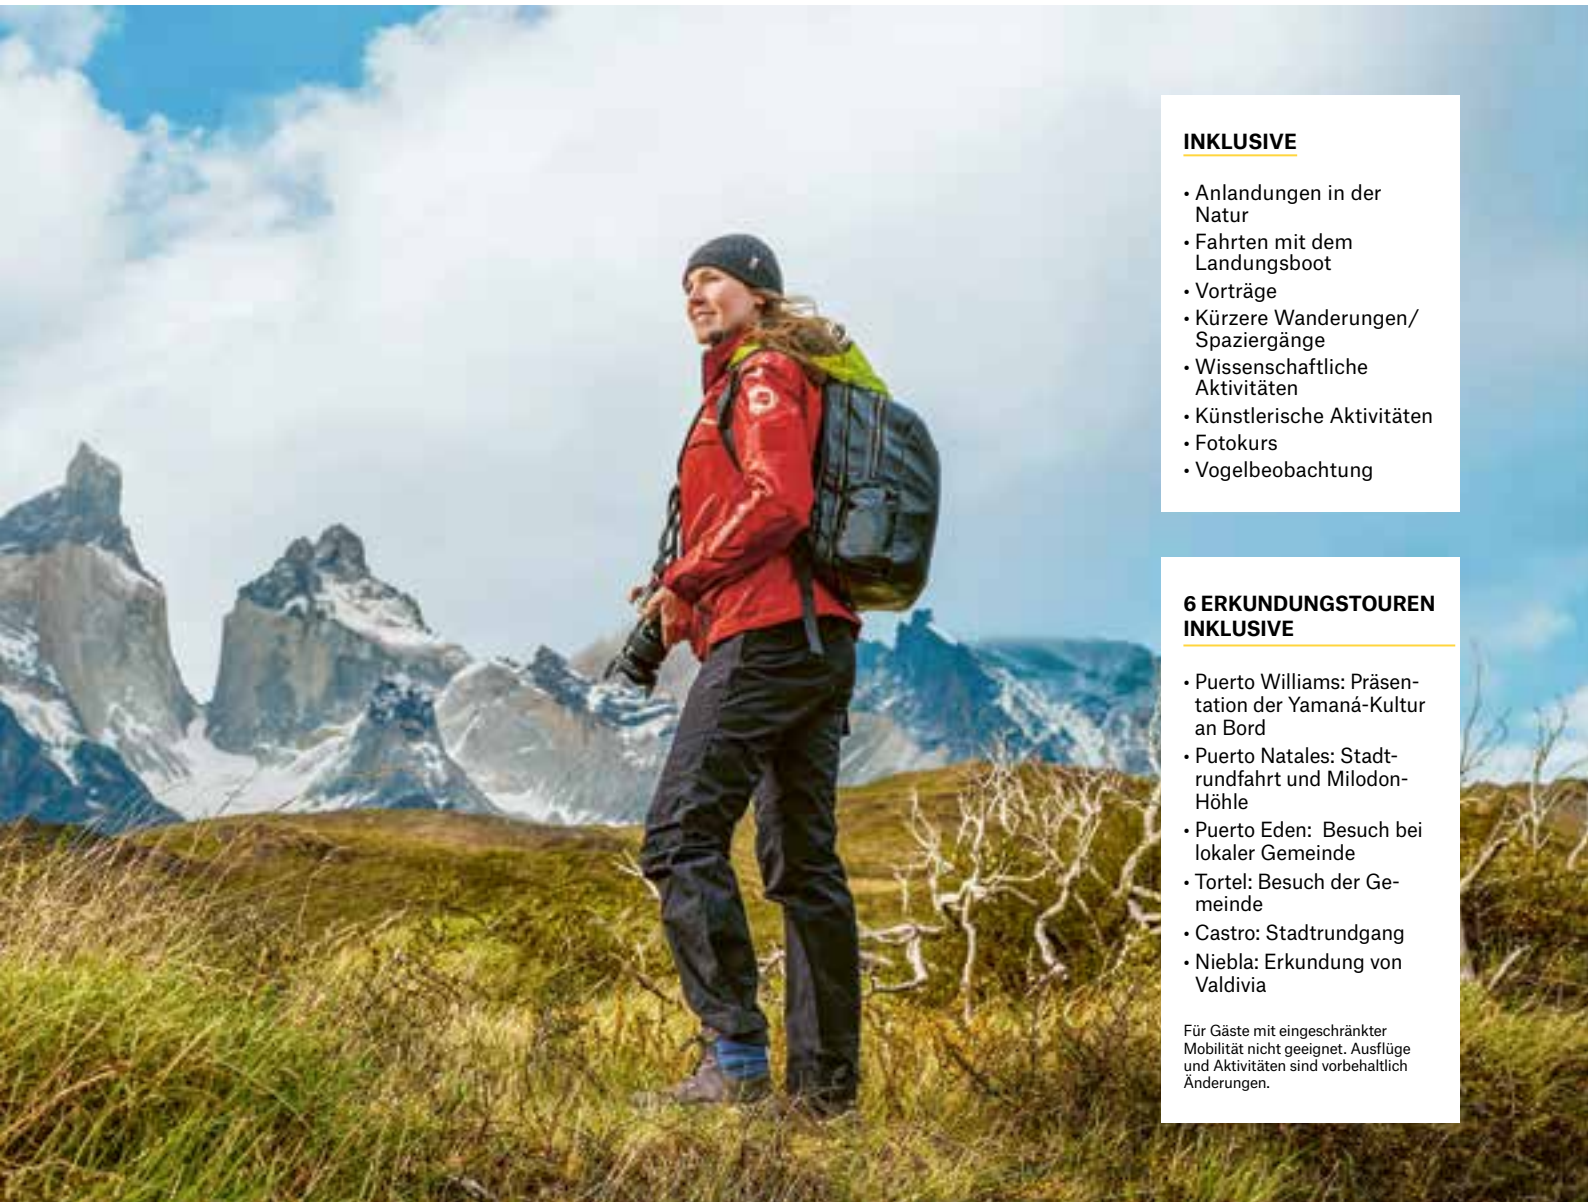 INKLUSIVE
• Anlandungen in der
Natur
• Fahrten mit dem
Landungsboot
• Vorträge
• Kürzere Wanderungen/
Spaziergänge
• Wissenschaftliche
Aktivitäten
• Künstlerische Aktivitäten
• Fotokurs
• Vogelbeobachtung
6 ERKUNDUNGSTOUREN
INKLUSIVE
• Puerto Williams: Präsen-
tation der Yamaná-Kultur
an Bord
• Puerto Natales: Stadt-
rundfahrt und Milodon-
Höhle
• Puerto Eden: Besuch bei
lokaler Gemeinde
• Tortel: Besuch der Ge-
meinde
• Castro: Stadtrundgang
• Niebla: Erkundung von
Valdivia
Für Gäste mit eingeschränkter
Mobilität nicht geeignet. Ausflüge
und Aktivitäten sind vorbehaltlich
Änderungen.